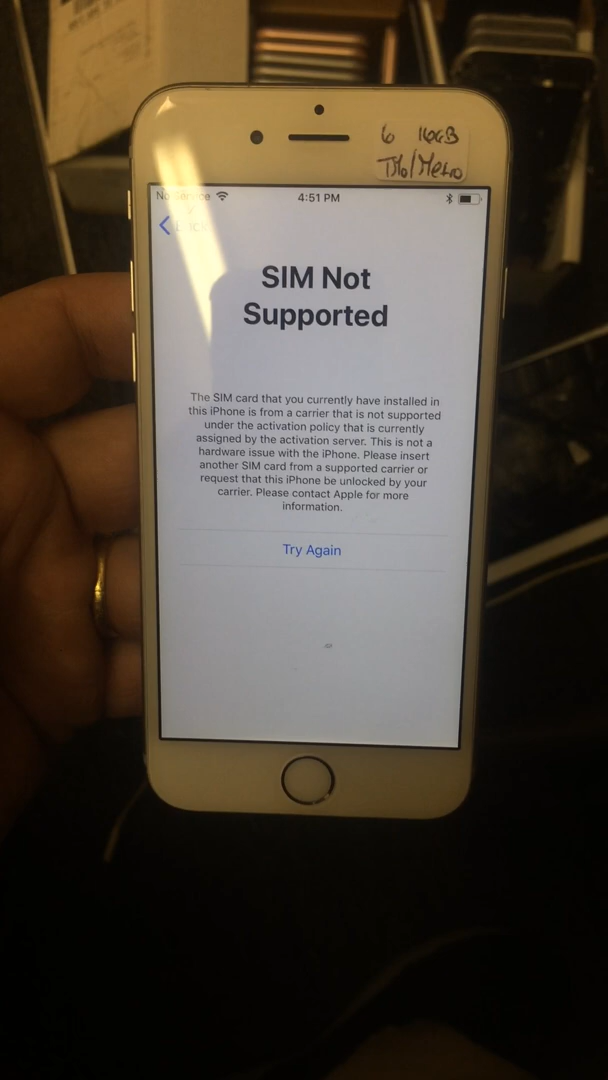 6 16GB
TMo/Metro
No Service 4:51 PM
SIM Not
Supported
The SIM card that you currently have installed in
this iPhone is from a carrier that is not supported
under the activation policy that is currently
assigned by the activation server. This is not a
hardware issue with the iPhone. Please insert
another SIM card from a supported carrier or
request that this iPhone be unlocked by your
carrier. Please contact Apple for more
information.
Try Again